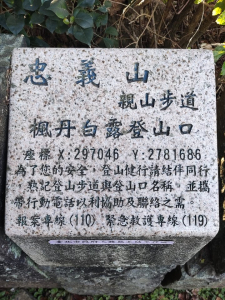 忠義山
親山步道
楓丹白露登山口
座標 X:297046 Y:2781686
為了您的安全,登山健行請結伴同行
,熟記登山步道與登山口名稱,並攜
帶行動電話以利協助及聯絡之需。
報案專線(110)、緊急救護專線(119)